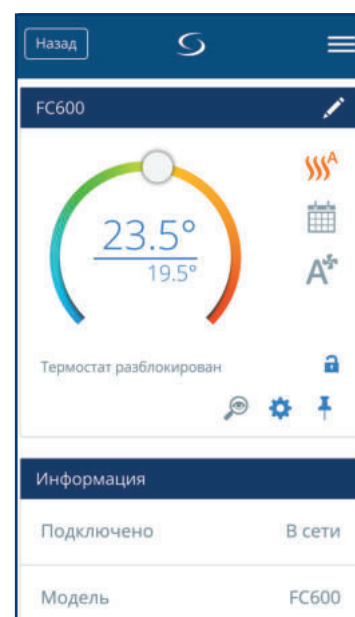 Назад
FC600
A
23.5°
19.5°
A
Термостат разблокирован
Информация
Подключено В сети
Модель FC600